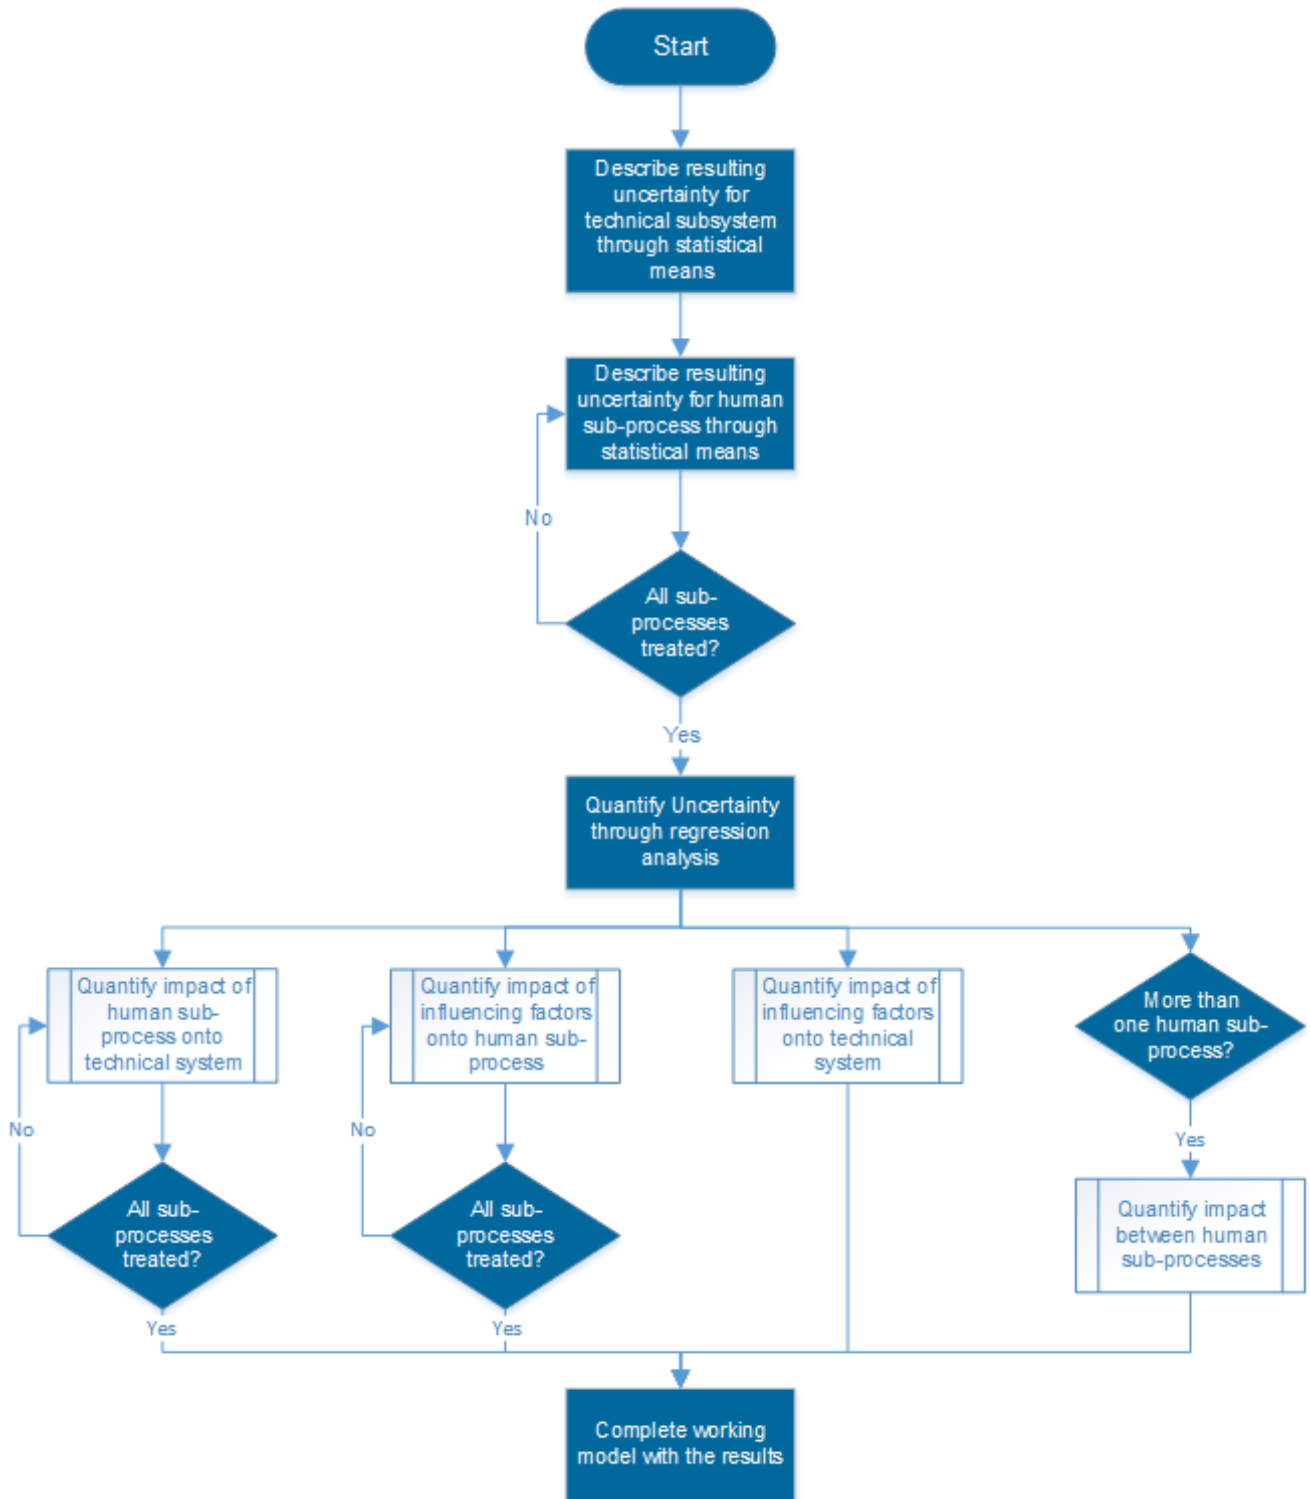 Start
Describe resulting
uncertainty for
technical subsystem
through statistical
means
Describe resulting
uncertainty for human
sub-process through
statistical means
No
All sub-
processes
treated?
Yes
Quantify Uncertainty
through regression
analysis
Quantify impact of
human sub-
process onto
technical system
Quantify impact of
influencing factors
onto human sub-
process
Quantify impact of
influencing factors
onto technical
system
More than
one human sub-
process?
No
No
Yes
All sub-
processes
treated?
All sub-
processes
treated?
Quantify impact
between human
sub-processes
Yes
Yes
Complete working
model with the results